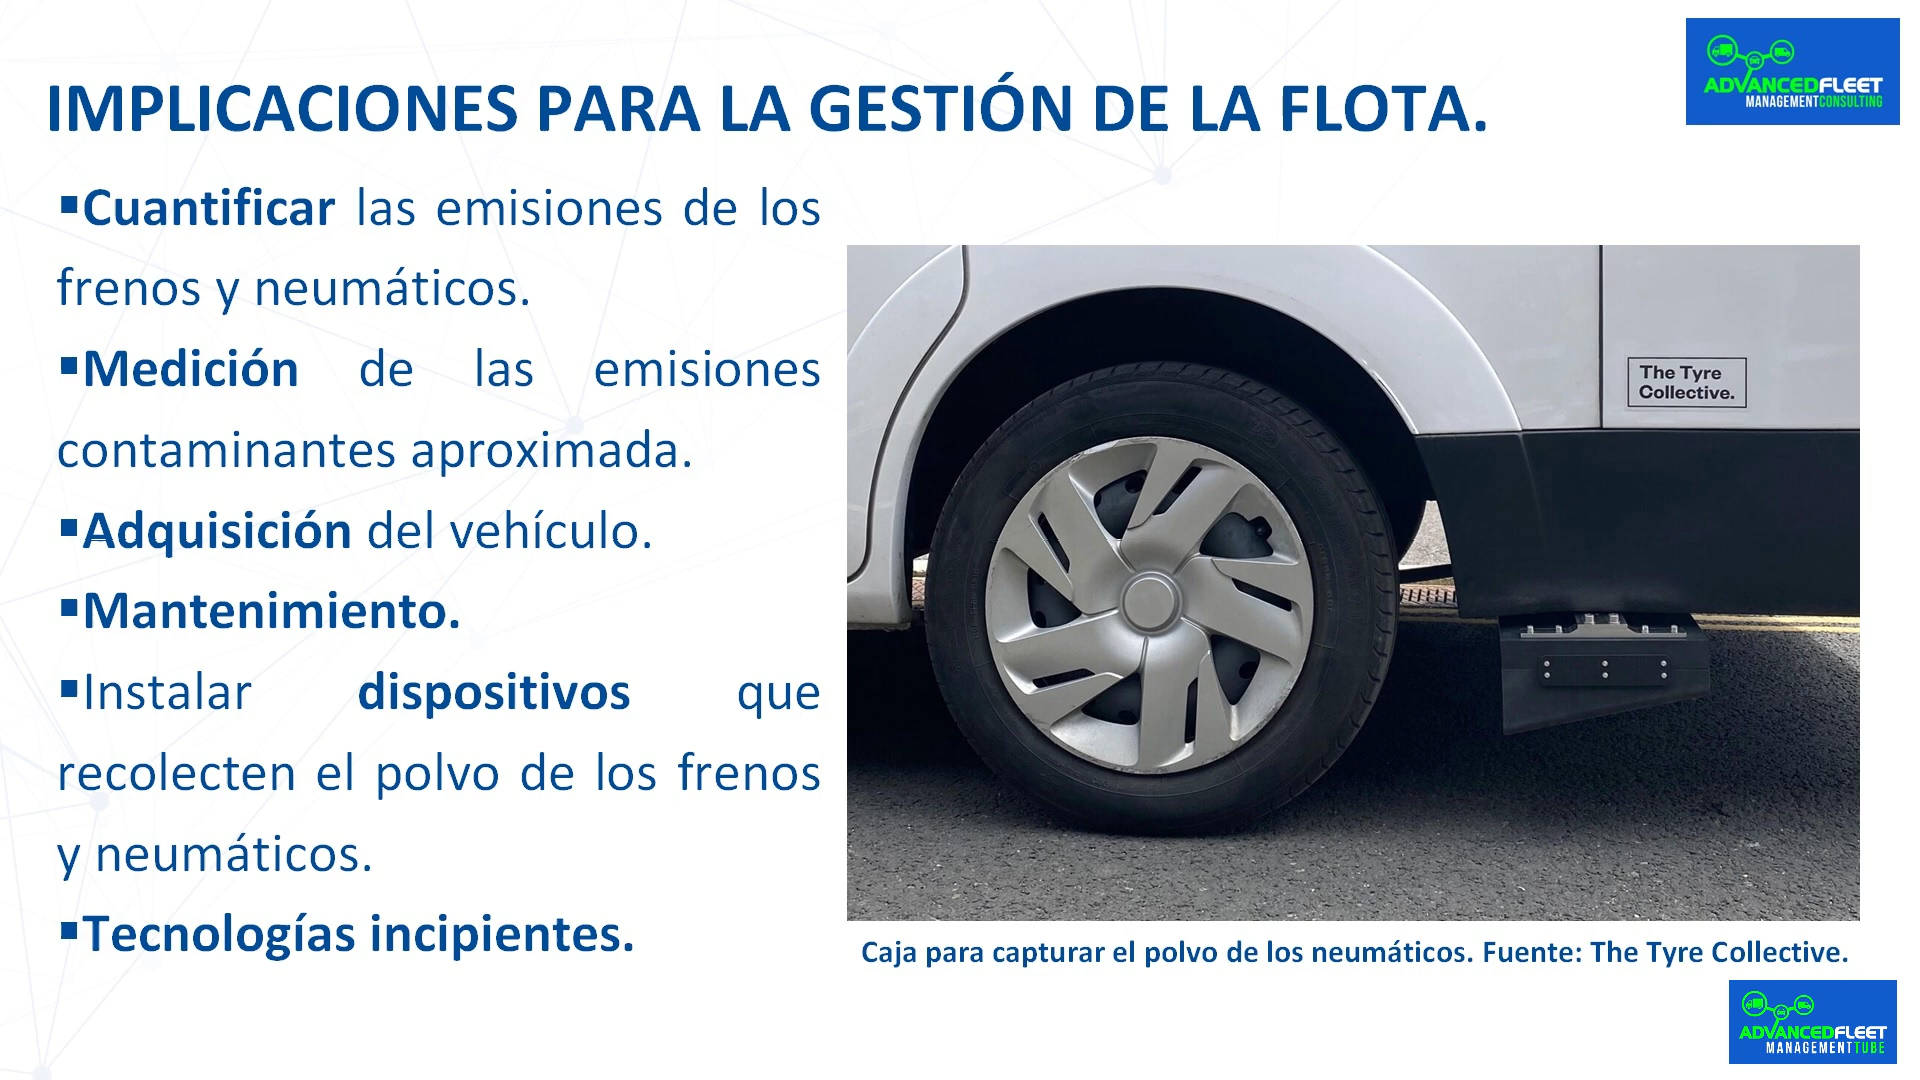 ADVANCEDFLEET
MANAGEMENTCONSULTING
IMPLICACIONES PARA LA GESTIÓN DE LA FLOTA.
▪Cuantificar las emisiones de los
frenos y neumáticos.
▪Medición de las emisiones
contaminantes aproximada.
▪Adquisición del vehículo.
▪Mantenimiento.
▪Instalar dispositivos que
recolecten el polvo de los frenos
y neumáticos.
▪Tecnologías incipientes.
The Tyre
Collective.
Caja para capturar el polvo de los neumáticos. Fuente: The Tyre Collective.
ADVANCEDFLEET
MANAGEMENTTUBE